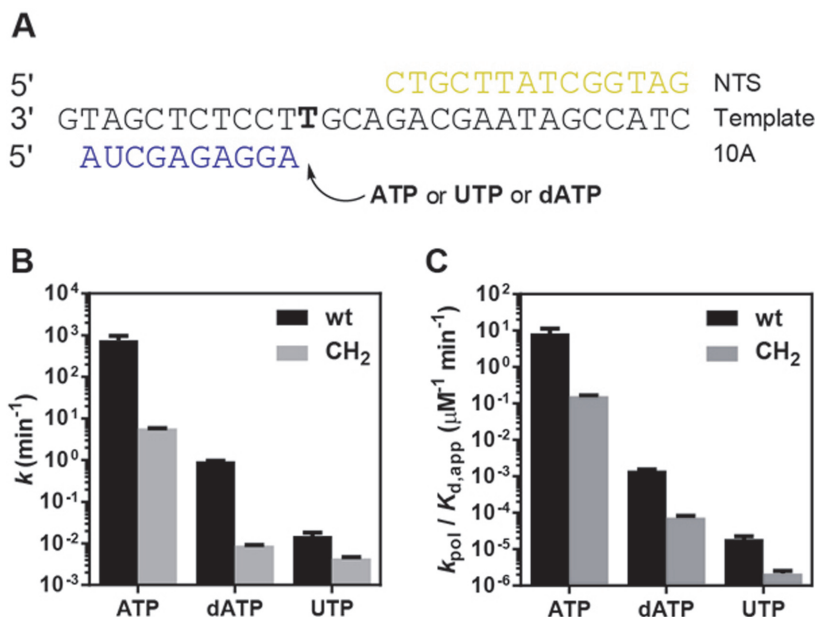 A
5' CTGCTTATCGGTAG NTS
3' GTAGCTCTCCTTGCAGACGAATAGCCATC Template
5' AUCGAGAGGA 10A
ATP or UTP or dATP
B
k (min-1)
10^4
10^3
10^2
10^1
10^0
10^-1
10^-2
10^-3
wt
CH2
ATP dATP UTP
C
kpol / Kd,app (μM-1 min-1)
10^2
10^1
10^0
10^-1
10^-2
10^-3
10^-4
10^-5
10^-6
wt
CH2
ATP dATP UTP